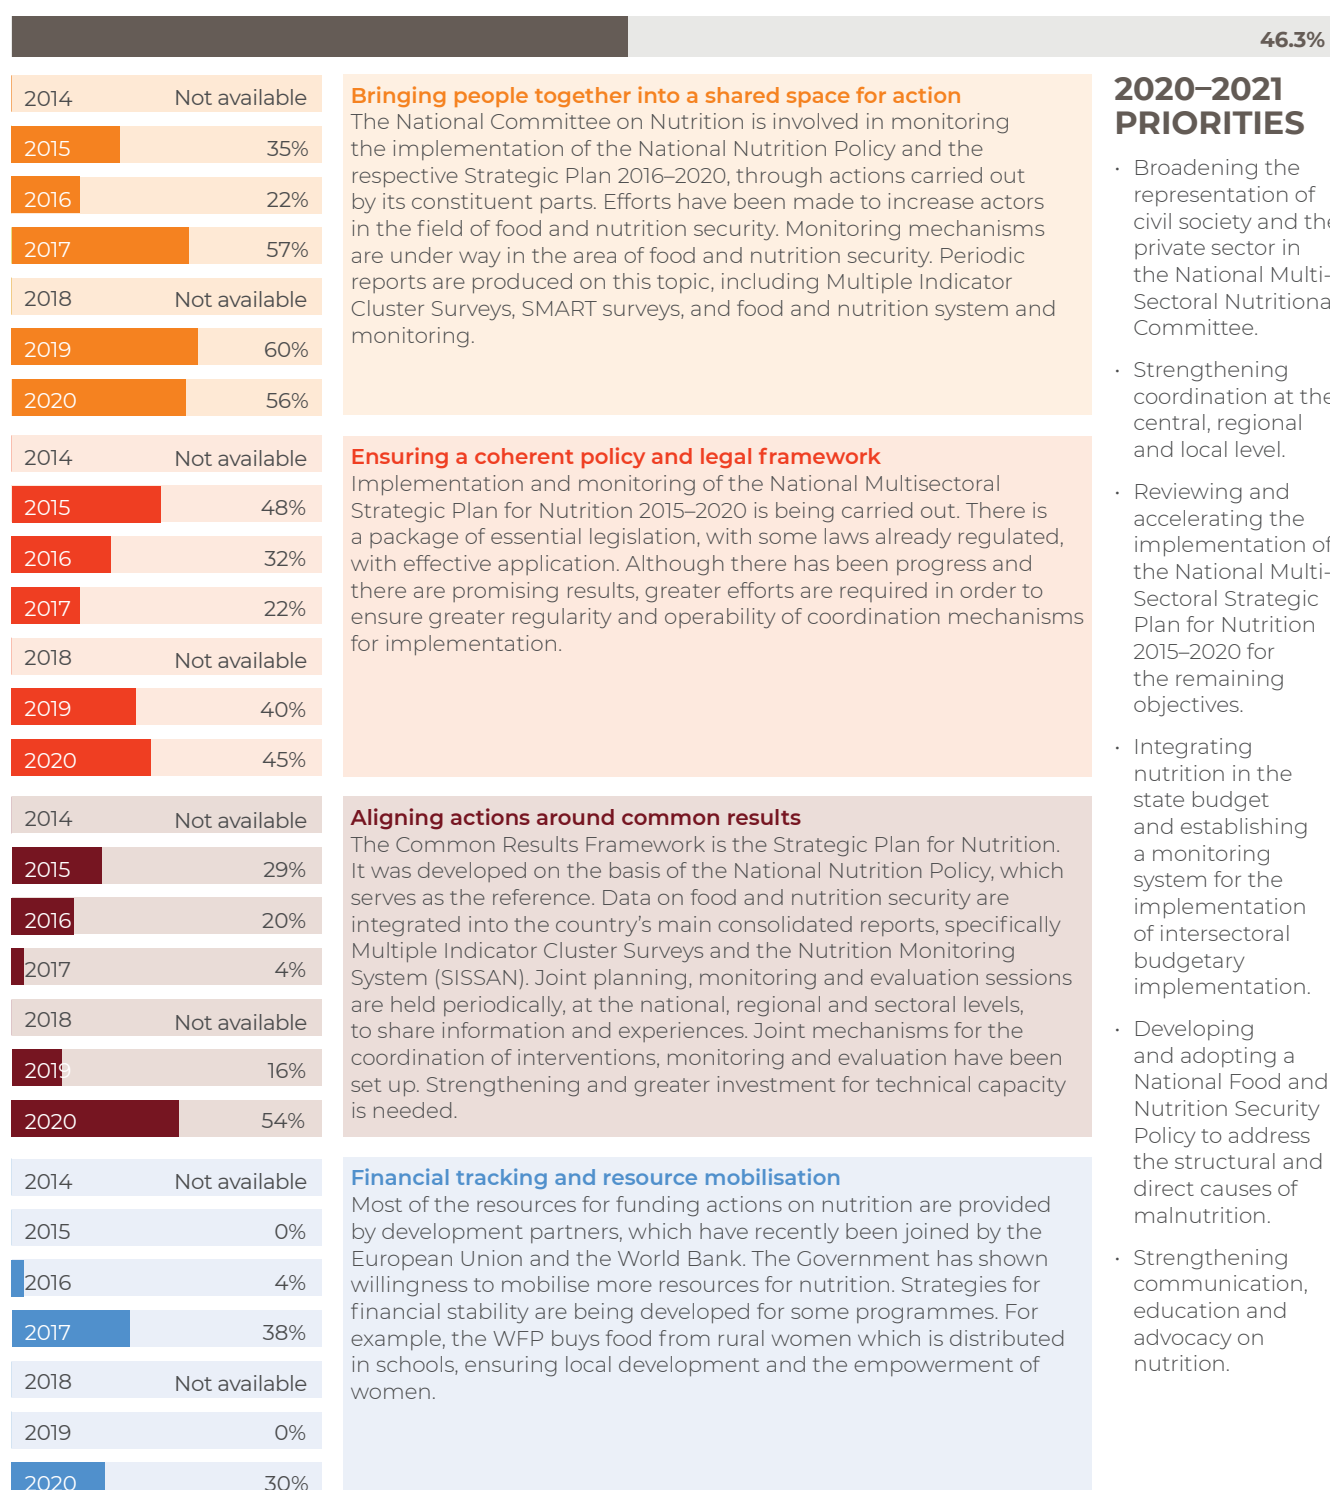 46.3%
2014 Not available
2015 35%
2016 22%
2017 57%
2018 Not available
2019 60%
2020 56%
Bringing people together into a shared space for action
The National Committee on Nutrition is involved in monitoring
the implementation of the National Nutrition Policy and the
respective Strategic Plan 2016–2020, through actions carried out
by its constituent parts. Efforts have been made to increase actors
in the field of food and nutrition security. Monitoring mechanisms
are under way in the area of food and nutrition security. Periodic
reports are produced on this topic, including Multiple Indicator
Cluster Surveys, SMART surveys, and food and nutrition system and
monitoring.
2014 Not available
2015 48%
2016 32%
2017 22%
2018 Not available
2019 40%
2020 45%
Ensuring a coherent policy and legal framework
Implementation and monitoring of the National Multisectoral
Strategic Plan for Nutrition 2015–2020 is being carried out. There is
a package of essential legislation, with some laws already regulated,
with effective application. Although there has been progress and
there are promising results, greater efforts are required in order to
ensure greater regularity and operability of coordination mechanisms
for implementation.
2014 Not available
2015 29%
2016 20%
2017 4%
2018 Not available
2019 16%
2020 54%
Aligning actions around common results
The Common Results Framework is the Strategic Plan for Nutrition.
It was developed on the basis of the National Nutrition Policy, which
serves as the reference. Data on food and nutrition security are
integrated into the country’s main consolidated reports, specifically
Multiple Indicator Cluster Surveys and the Nutrition Monitoring
System (SISSAN). Joint planning, monitoring and evaluation sessions
are held periodically, at the national, regional and sectoral levels,
to share information and experiences. Joint mechanisms for the
coordination of interventions, monitoring and evaluation have been
set up. Strengthening and greater investment for technical capacity
is needed.
2014 Not available
2015 0%
2016 4%
2017 38%
2018 Not available
2019 0%
2020 30%
Financial tracking and resource mobilisation
Most of the resources for funding actions on nutrition are provided
by development partners, which have recently been joined by the
European Union and the World Bank. The Government has shown
willingness to mobilise more resources for nutrition. Strategies for
financial stability are being developed for some programmes. For
example, the WFP buys food from rural women which is distributed
in schools, ensuring local development and the empowerment of
women.
2020–2021
PRIORITIES
• Broadening the
representation of
civil society and the
private sector in
the National Multi-
Sectoral Nutritiona
Committee.
• Strengthening
coordination at the
central, regional
and local level.
• Reviewing and
accelerating the
implementation of
the National Multi-
Sectoral Strategic
Plan for Nutrition
2015–2020 for
the remaining
objectives.
• Integrating
nutrition in the
state budget
and establishing
a monitoring
system for the
implementation
of intersectoral
budgetary
implementation.
• Developing
and adopting a
National Food and
Nutrition Security
Policy to address
the structural and
direct causes of
malnutrition.
• Strengthening
communication,
education and
advocacy on
nutrition.